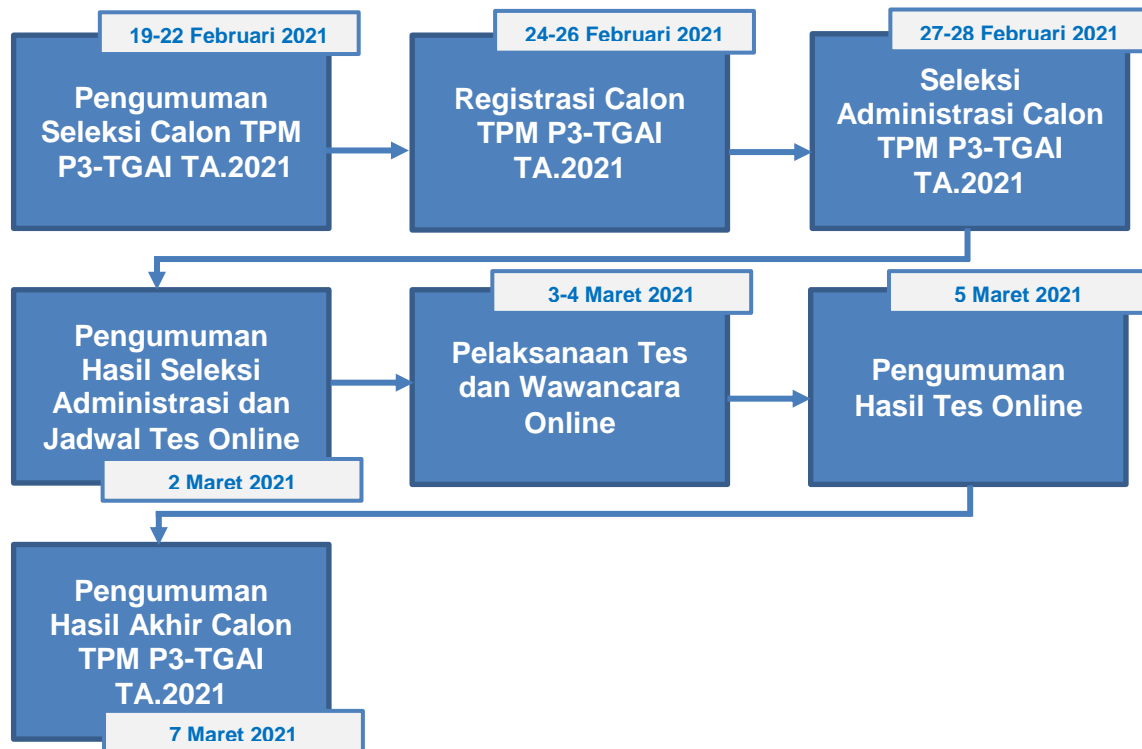 19-22 Februari 2021
Pengumuman
Seleksi Calon TPM
P3-TGAI TA.2021
24-26 Februari 2021
Registrasi Calon
TPM P3-TGAI
TA.2021
27-28 Februari 2021
Seleksi
Administrasi Calon
TPM P3-TGAI
TA.2021
Pengumuman
Hasil Seleksi
Administrasi dan
Jadwal Tes Online
2 Maret 2021
3-4 Maret 2021
Pelaksanaan Tes
dan Wawancara
Online
5 Maret 2021
Pengumuman
Hasil Tes Online
Pengumuman
Hasil Akhir Calon
TPM P3-TGAI
TA.2021
7 Maret 2021